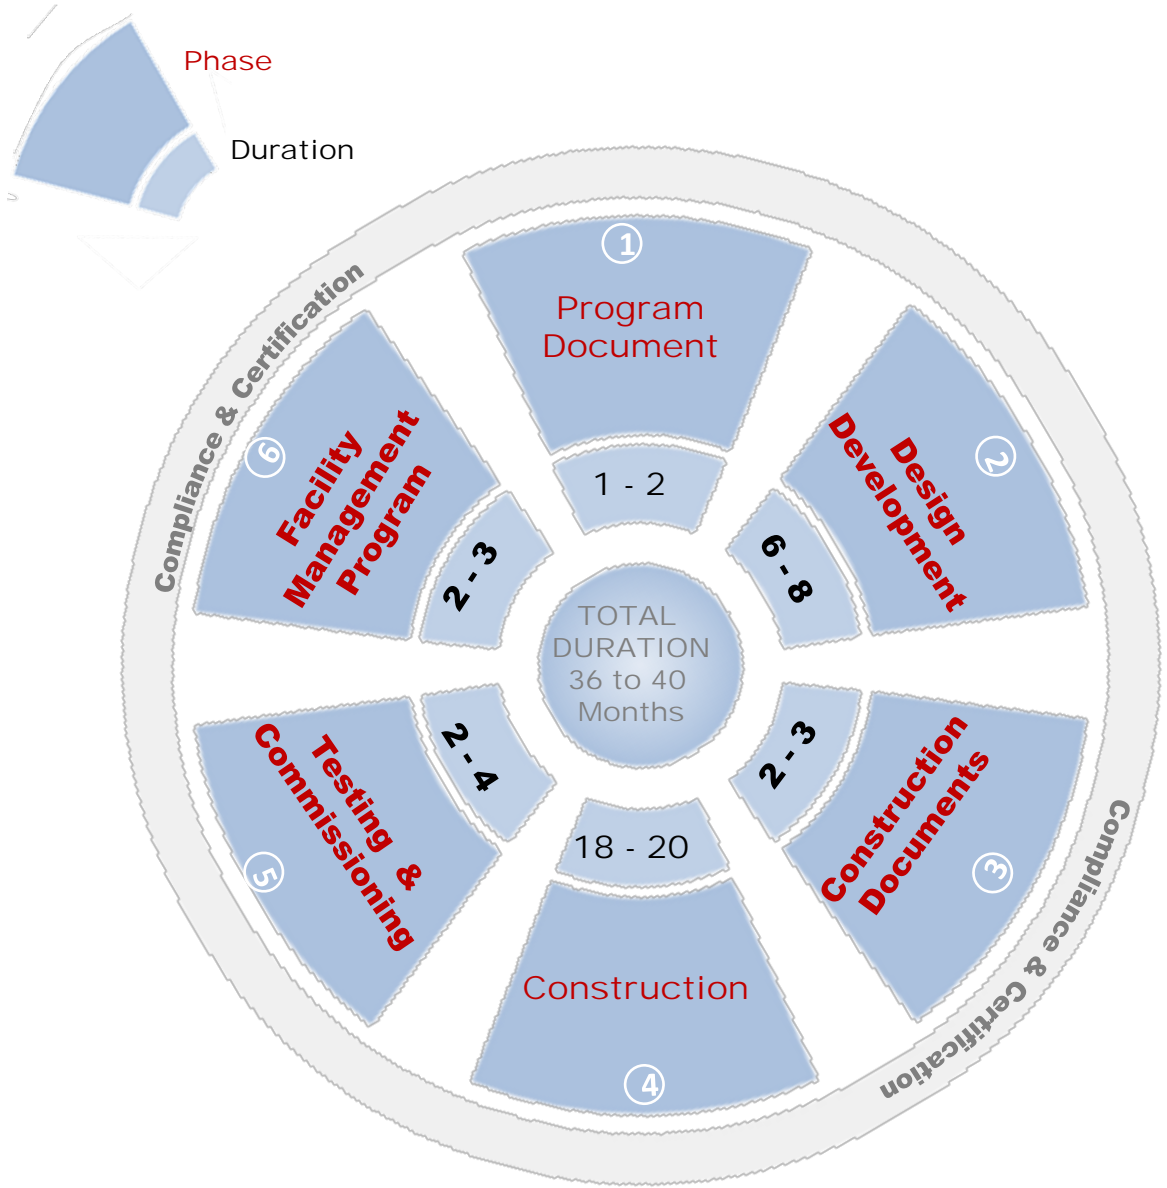 Phase
Duration
1
Program
Document
1 - 2
2
Design
Development
6 - 8
3
Construction
Documents
2 - 3
4
Construction
18 - 20
5
Testing &
Commissioning
2 - 4
6
Facility
Management
Program
2 - 3
TOTAL
DURATION
36 to 40
Months
Compliance & Certification
Compliance & Certification